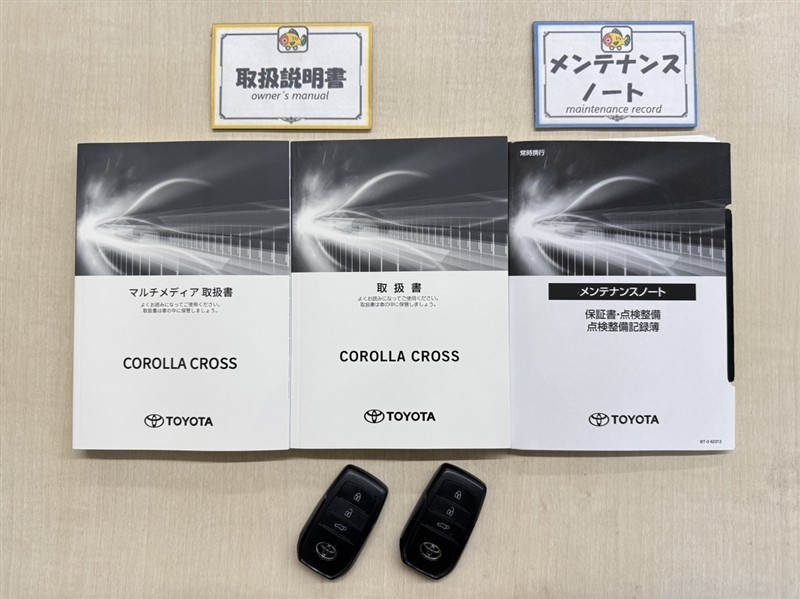 取扱説明書
owner's manual
メンテナンス
ノート
maintenance record
マルチメディア 取扱書
よくお読みになってご使用ください。
取扱書は車の中に保管しましょう。
COROLLA CROSS
TOYOTA
取扱書
よくお読みになってご使用ください。
取扱書は車の中に保管しましょう。
COROLLA CROSS
TOYOTA
常時携行
メンテナンスノート
保証書・点検整備
点検整備記録簿
TOYOTA